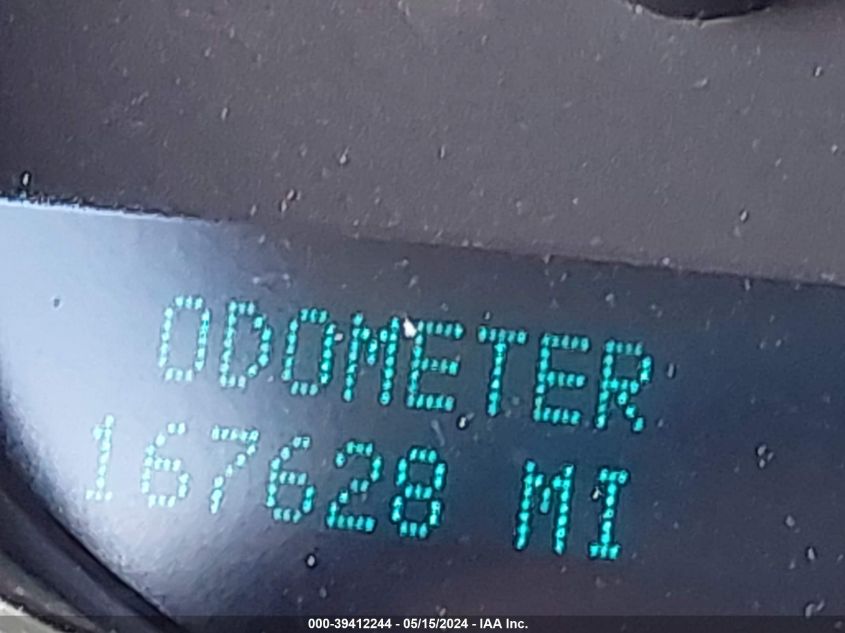 ODOMETER
167628 MI
000-39412244 - 05/15/2024 - IAA Inc.